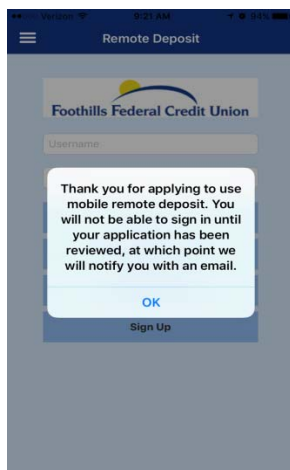 Verizon 9:21 AM 94%
Remote Deposit
Foothills Federal Credit Union
Username
Thank you for applying to use
mobile remote deposit. You
will not be able to sign in until
your application has been
reviewed, at which point we
will notify you with an email.
OK
Sign Up